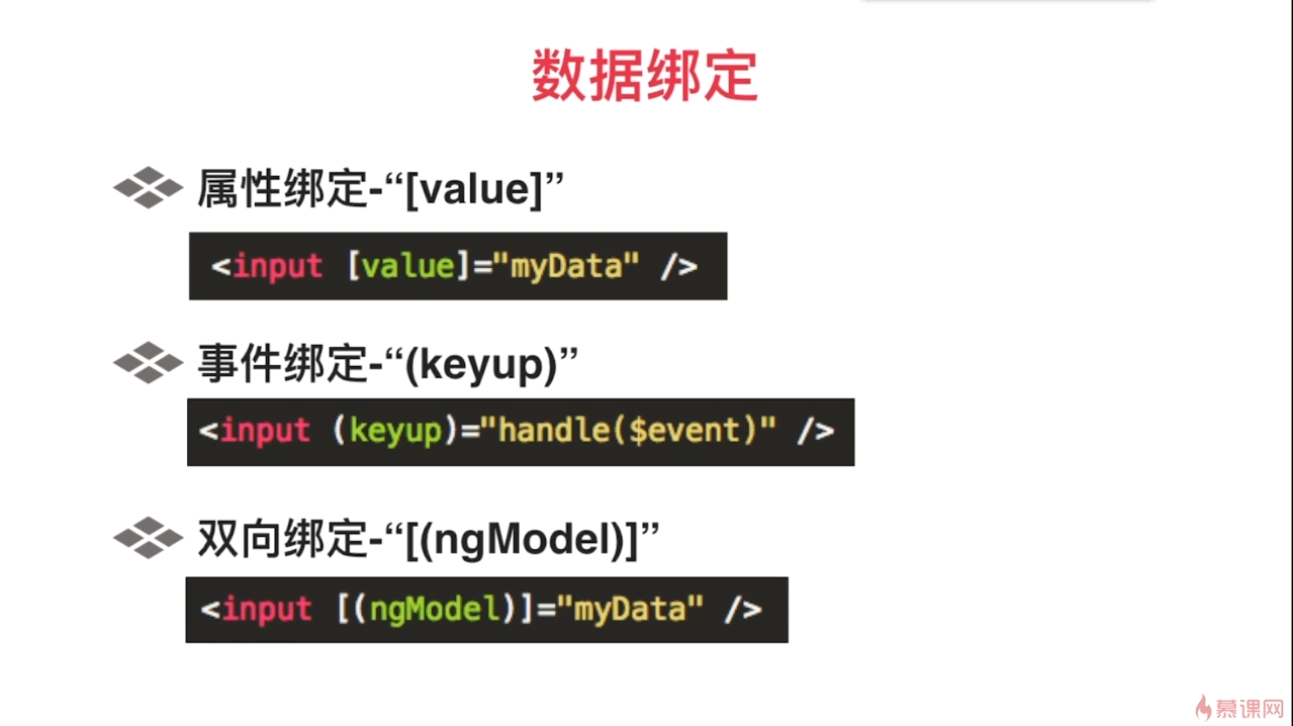 数据绑定
属性绑定-“[value]”
<input [value]="myData" />
事件绑定-“(keyup)”
<input (keyup)="handle($event)" />
双向绑定-“[(ngModel)]”
<input [(ngModel)]="myData" />
慕课网